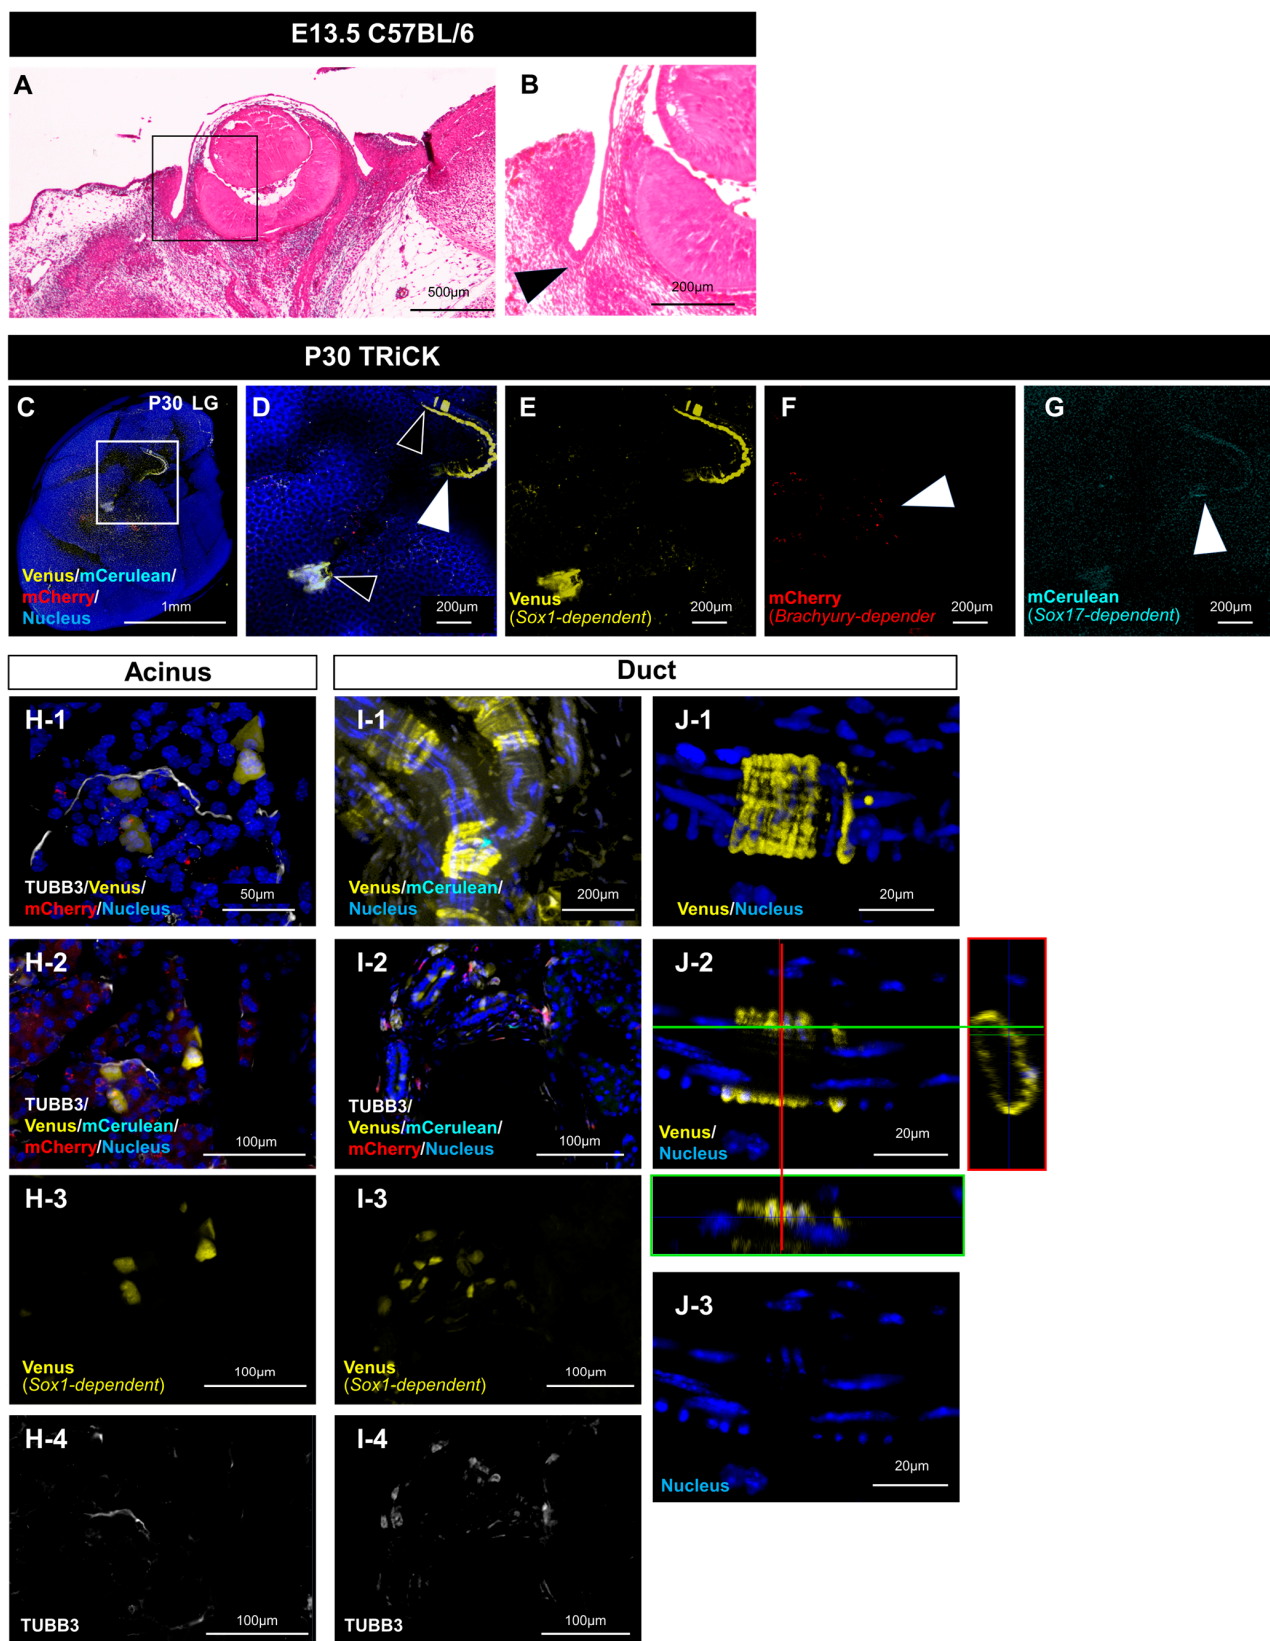 E13.5 C57BL/6
A
500µm
B
200µm
P30 TRiCK
C
P30 LG
Venus/mCerulean/
mCherry/
Nucleus
1mm
D
200µm
E
Venus
(Sox1-dependent)
200µm
F
mCherry
(Brachyury-depender
200µm
G
mCerulean
(Sox17-dependent)
200µm
Acinus
Duct
H-1
TUBB3/Venus/
mCherry/Nucleus
50µm
I-1
Venus/mCerulean/
Nucleus
200µm
J-1
Venus/Nucleus
20µm
H-2
TUBB3/
Venus/mCerulean/
mCherry/Nucleus
100µm
I-2
TUBB3/
Venus/mCerulean/
mCherry/Nucleus
100µm
J-2
Venus/
Nucleus
20µm
H-3
Venus
(Sox1-dependent)
100µm
I-3
Venus
(Sox1-dependent)
100µm
J-3
Nucleus
20µm
H-4
TUBB3
100µm
I-4
TUBB3
100µm